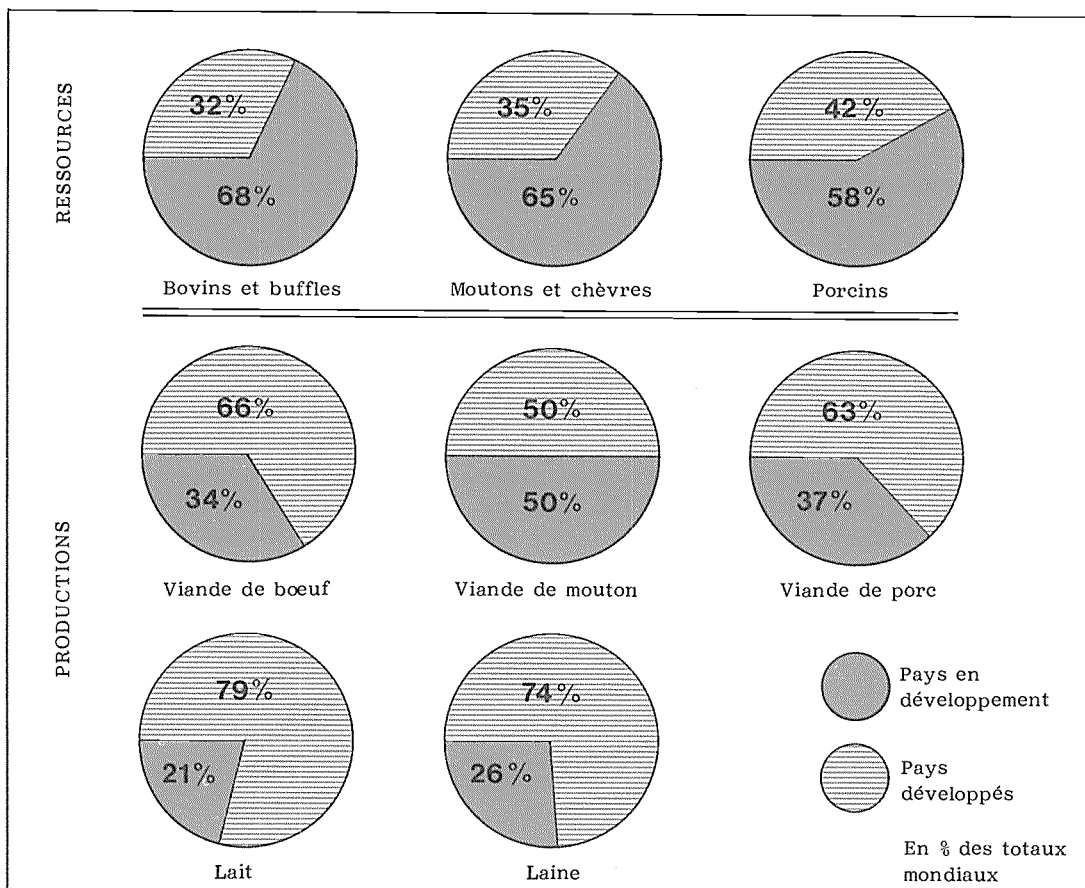 RESSOURCES
32%
68%
Bovins et buffles
35%
65%
Moutons et chèvres
42%
58%
Porcins
PRODUCTIONS
66%
34%
Viande de bœuf
50%
50%
Viande de mouton
63%
37%
Viande de porc
79%
21%
Lait
74%
26%
Laine
Pays en
développement
Pays
développés
En % des totaux
mondiaux